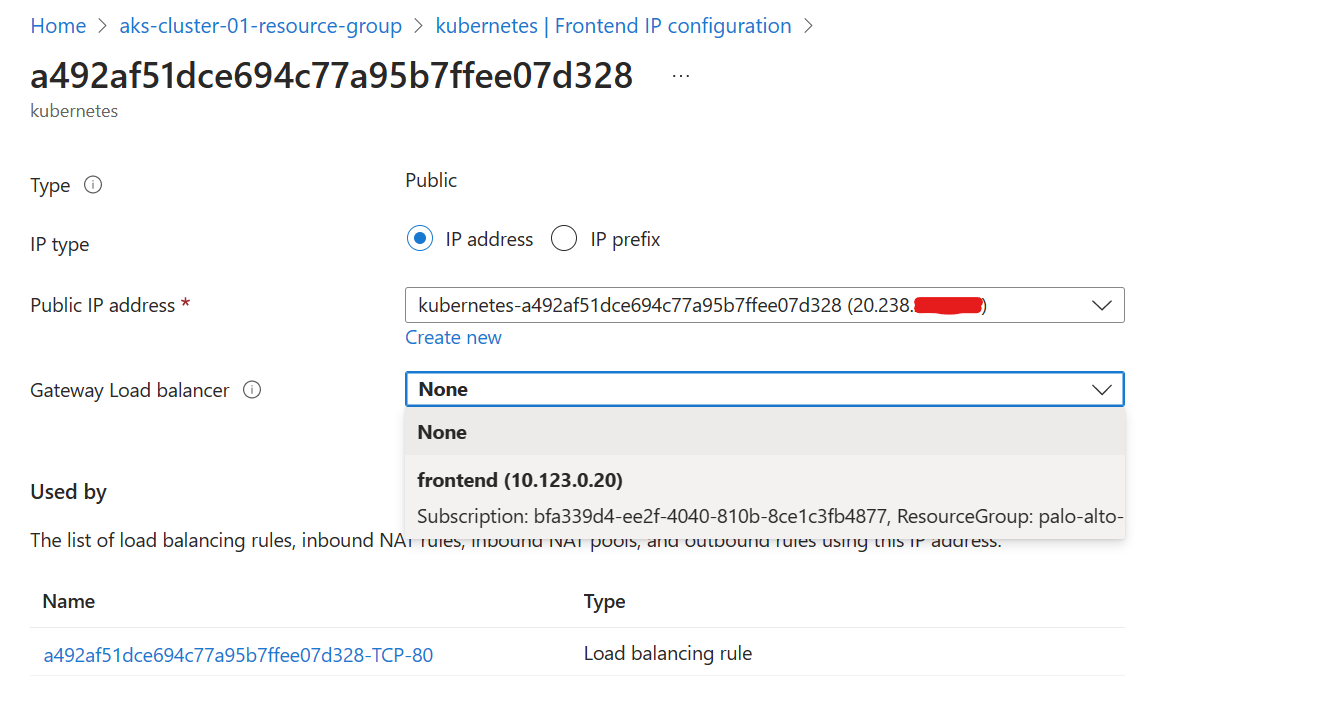 Home > aks-cluster-01-resource-group > kubernetes | Frontend IP configuration >
a492af51dce694c77a95b7ffee07d328 ...
kubernetes
Type
Public
IP type
IP address
IP prefix
Public IP address *
kubernetes-a492af51dce694c77a95b7ffee07d328 (20.238. )
Create new
Gateway Load balancer
None
None
frontend (10.123.0.20)
Subscription: bfa339d4-ee2f-4040-810b-8ce1c3fb4877, ResourceGroup: palo-alto-
Used by
The list of load balancing rules, inbound NAT rules, inbound NAT pools, and outbound rules using this IP address.
Name
Type
a492af51dce694c77a95b7ffee07d328-TCP-80
Load balancing rule